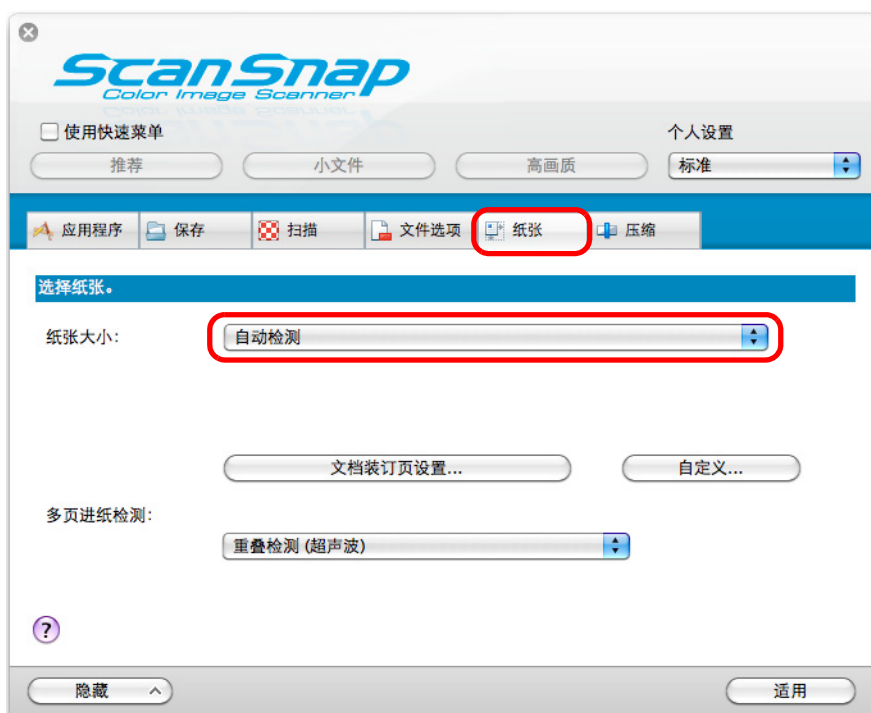 ScanSnap
Color Image Scanner
使用快速菜单
个人设置
推荐 小文件 高画质 标准
应用程序 保存 扫描 文件选项 纸张 压缩
选择纸张。
纸张大小: 自动检测
文档装订页设置... 自定义...
多页进纸检测:
重叠检测 (超声波)
?
隐藏 适用